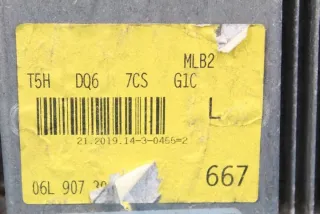 MLB2
T5H DQ6 7CS G1C
L
21.2019.14-3-0466=2
06L 907
667